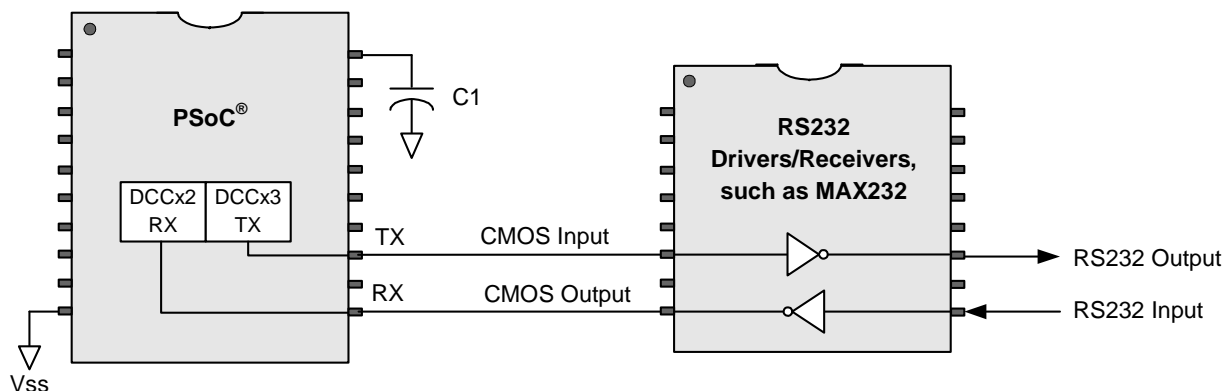 PSoC®
C1
DCCx2
RX
DCCx3
TX
TX
CMOS Input
RX
CMOS Output
RS232
Drivers/Receivers,
such as MAX232
RS232 Output
RS232 Input
Vss